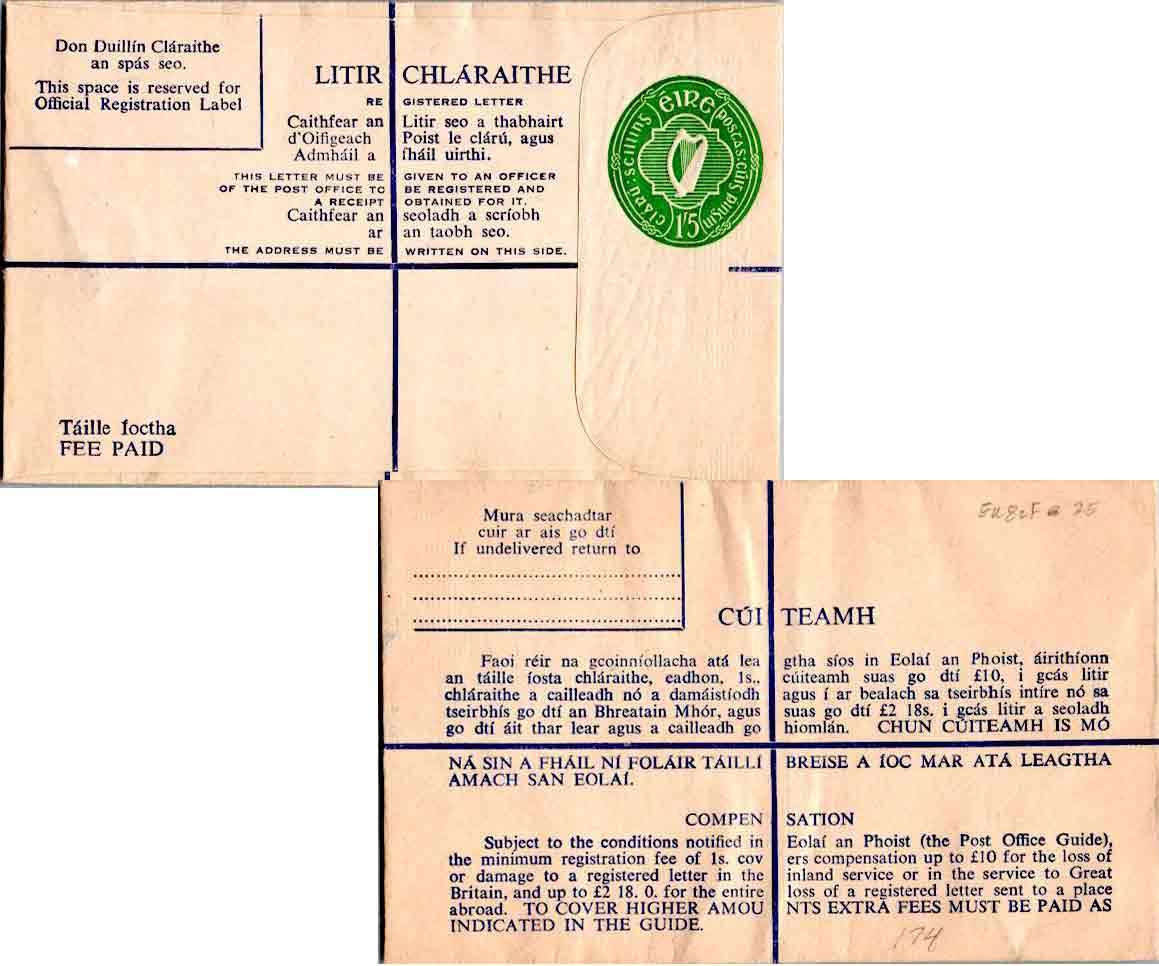 Don Duillín Cláraithe
an spás seo.
This space is reserved for
Official Registration Label
LITIR CHLÁRAITHE
REGISTERED LETTER
Caithfear an Litir seo a thabhairt
d'Oifigeach Poist le clárú, agus
Admháil a fháil uirthi.
THIS LETTER MUST BE GIVEN TO AN OFFICER
OF THE POST OFFICE TO BE REGISTERED AND
A RECEIPT OBTAINED FOR IT.
Caithfear an seoladh a scríobh
ar an taobh seo.
THE ADDRESS MUST BE WRITTEN ON THIS SIDE.
ÉIRE
POSTAS: CÚIG PINGIN
CLÁRÚ: SCILLING
1/5
Táille Íoctha
FEE PAID
Mura seachadtar
cuir ar ais go dtí
If undelivered return to
CÚITEAMH
Faoi réir na gcoinníollacha atá leagtha síos in Eolaí an Phoist, áirithíonn
an táille íosta chláraithe, eadhon, 1s., cúiteamh suas go dtí £10, i gcás litir
chláraithe a cailleadh nó a damáistíodh agus í ar bealach sa tseirbhís intíre nó sa
tseirbhís go dtí an Bhreatain Mhór, agus suas go dtí £2 18s. i gcás litir a seoladh
go dtí áit thar lear agus a cailleadh go hiomlán. CHUN CÚITEAMH IS MÓ
NÁ SIN A FHÁIL NÍ FOLÁIR TÁILLÍ BREISE A ÍOC MAR ATÁ LEAGTHA
AMACH SAN EOLAÍ.
COMPENSATION
Subject to the conditions notified in Eolaí an Phoist (the Post Office Guide),
the minimum registration fee of 1s. covers compensation up to £10 for the loss of
or damage to a registered letter in the inland service or in the service to Great
Britain, and up to £2 18. 0. for the entire loss of a registered letter sent to a place
abroad. TO COVER HIGHER AMOUNTS EXTRA FEES MUST BE PAID AS
INDICATED IN THE GUIDE.
174